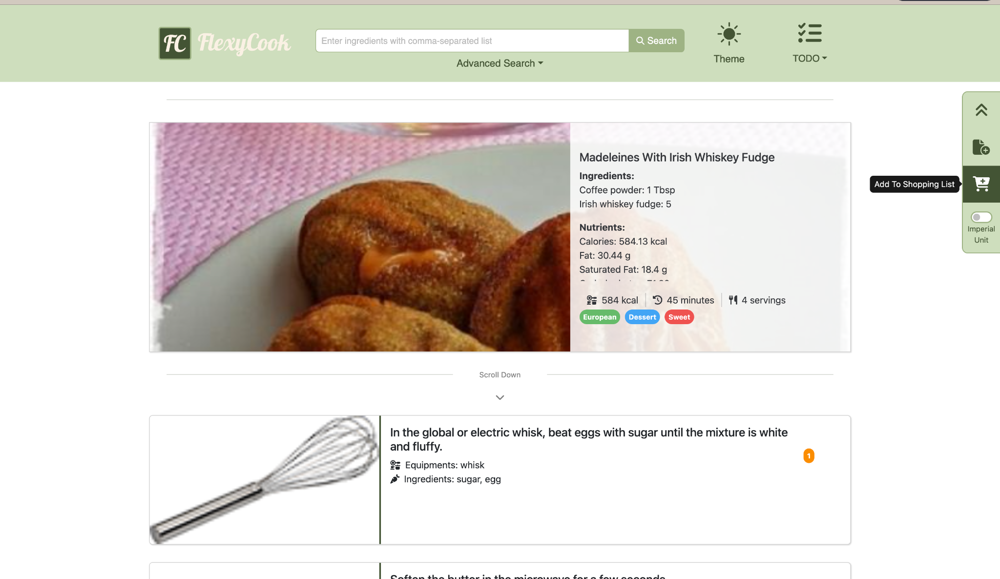 FC FlexyCook
Enter ingredients with comma-separated list
Search
Advanced Search
Theme
TODO
Add To Shopping List
Imperial
Unit
Madeleines With Irish Whiskey Fudge
Ingredients:
Coffee powder: 1 Tbsp
Irish whiskey fudge: 5
Nutrients:
Calories: 584.13 kcal
Fat: 30.44 g
Saturated Fat: 18.4 g
584 kcal
45 minutes
4 servings
European
Dessert
Sweet
Scroll Down
In the global or electric whisk, beat eggs with sugar until the mixture is white
and fluffy.
1
Equipments: whisk
Ingredients: sugar, egg
Soften the butter in the microwave for a few seconds